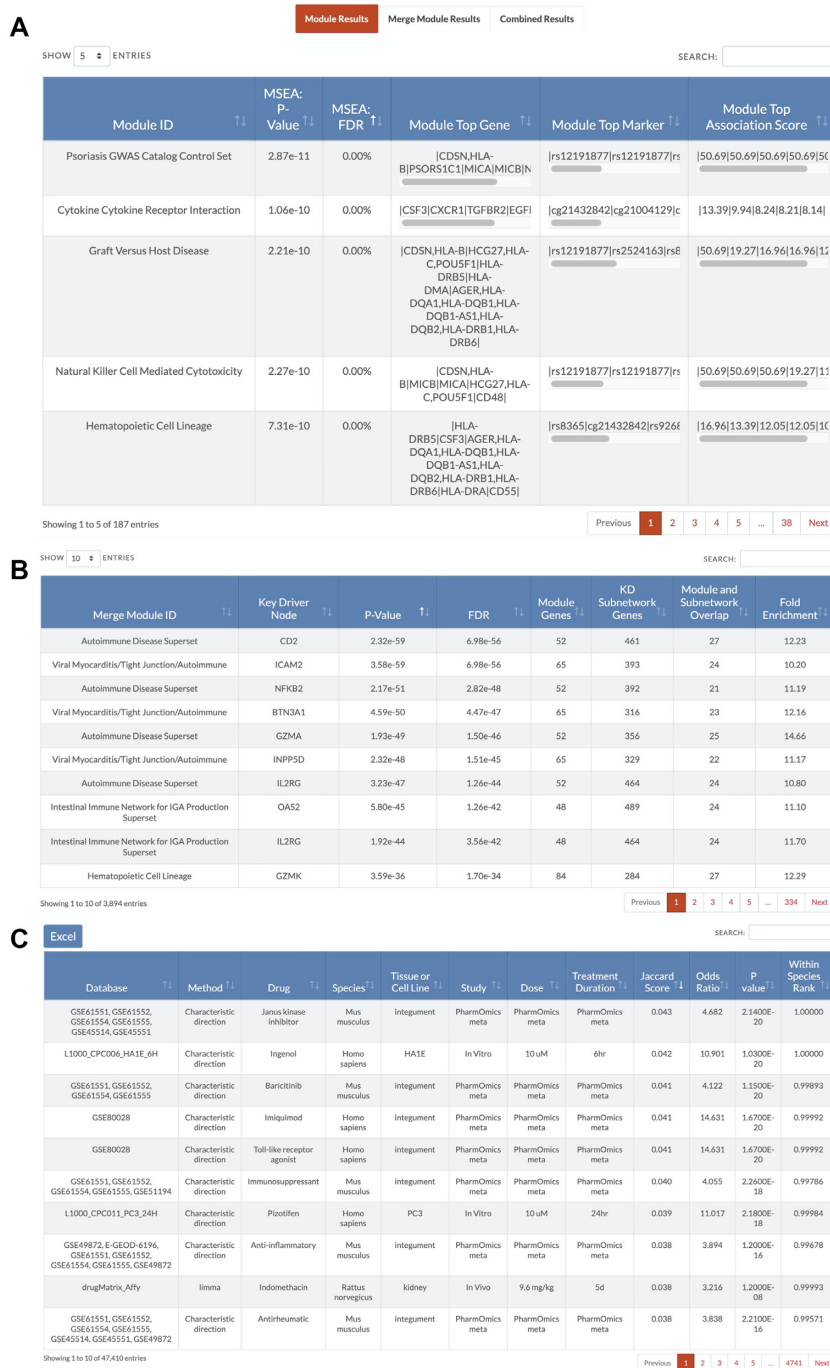 A
Module Results Merge Module Results Combined Results
SHOW 5 ENTRIES SEARCH:
Module ID MSEA: P-Value MSEA: FDR Module Top Gene Module Top Marker Module Top Association Score
Psoriasis GWAS Catalog Control Set 2.87e-11 0.00% |CDSN,HLA-B|PSORS1C1|MICA|MICB|N |rs12191877|rs12191877|rs |50.69|50.69|50.69|50.69|50
Cytokine Cytokine Receptor Interaction 1.06e-10 0.00% |CSF3|CXCR1|TGFBR2|EGFI |cg21432842|cg21004129|c |13.39|9.94|8.24|8.21|8.14|
Graft Versus Host Disease 2.21e-10 0.00% |CDSN,HLA-B|HCG27,HLA-C,POU5F1|HLA-DRB5|HLA-DMA|AGER,HLA-DQA1,HLA-DQB1,HLA-DQB1-AS1,HLA-DQB2,HLA-DRB1,HLA-DRB6| |rs12191877|rs2524163|rs8 |50.69|19.27|16.96|16.96|12
Natural Killer Cell Mediated Cytotoxicity 2.27e-10 0.00% |CDSN,HLA-B|MICB|MICA|HCG27,HLA-C,POU5F1|CD48| |rs12191877|rs12191877|rs |50.69|50.69|50.69|19.27|11
Hematopoietic Cell Lineage 7.31e-10 0.00% |HLA-DRB5|CSF3|AGER,HLA-DQA1,HLA-DQB1,HLA-DQB1-AS1,HLA-DQB2,HLA-DRB1,HLA-DRB6|HLA-DRA|CD55| |rs8365|cg21432842|rs9268 |16.96|13.39|12.05|12.05|10
Showing 1 to 5 of 187 entries Previous 1 2 3 4 5 ... 38 Next
B
SHOW 10 ENTRIES SEARCH:
Merge Module ID Key Driver Node P-Value FDR Module Genes KD Subnetwork Genes Module and Subnetwork Overlap Fold Enrichment
Autoimmune Disease Superset CD2 2.32e-59 6.98e-56 52 461 27 12.23
Viral Myocarditis/Tight Junction/Autoimmune ICAM2 3.58e-59 6.98e-56 65 393 24 10.20
Autoimmune Disease Superset NFKB2 2.17e-51 2.82e-48 52 392 21 11.19
Viral Myocarditis/Tight Junction/Autoimmune BTN3A1 4.59e-50 4.47e-47 65 316 23 12.16
Autoimmune Disease Superset GZMA 1.93e-49 1.50e-46 52 356 25 14.66
Viral Myocarditis/Tight Junction/Autoimmune INPP5D 2.32e-48 1.51e-45 65 329 22 11.17
Autoimmune Disease Superset IL2RG 3.23e-47 1.26e-44 52 464 24 10.80
Intestinal Immune Network for IGA Production Superset OAS2 5.80e-45 1.26e-42 48 489 24 11.10
Intestinal Immune Network for IGA Production Superset IL2RG 1.92e-44 3.56e-42 48 464 24 11.70
Hematopoietic Cell Lineage GZMK 3.59e-36 1.70e-34 84 284 27 12.29
Showing 1 to 10 of 3,894 entries Previous 1 2 3 4 5 ... 334 Next
C
Excel SEARCH:
Database Method Drug Species Tissue or Cell Line Study Dose Treatment Duration Jaccard Score Odds Ratio P value Within Species Rank
GSE61551, GSE61552, GSE61554, GSE61555, GSE45514, GSE45551 Characteristic direction Janus kinase inhibitor Mus musculus integument PharmOmics meta PharmOmics meta PharmOmics meta 0.043 4.682 2.1400E-20 1.00000
L1000_CPC006_HA1E_6H Characteristic direction Ingenol Homo sapiens HA1E In Vitro 10 uM 6hr 0.042 10.901 1.0300E-20 1.00000
GSE61551, GSE61552, GSE61554, GSE61555 Characteristic direction Baricitinib Mus musculus integument PharmOmics meta PharmOmics meta PharmOmics meta 0.041 4.122 1.1500E-20 0.99893
GSE80028 Characteristic direction Imiquimod Homo sapiens integument PharmOmics meta PharmOmics meta PharmOmics meta 0.041 14.631 1.6700E-20 0.99992
GSE80028 Characteristic direction Toll-like receptor agonist Homo sapiens integument PharmOmics meta PharmOmics meta PharmOmics meta 0.041 14.631 1.6700E-20 0.99992
GSE61551, GSE61552, GSE61554, GSE61555, GSE51194 Characteristic direction Immunosuppressant Mus musculus integument PharmOmics meta PharmOmics meta PharmOmics meta 0.040 4.055 2.2600E-18 0.99786
L1000_CPC011_PC3_24H Characteristic direction Pizotifen Homo sapiens PC3 In Vitro 10 uM 24hr 0.039 11.017 2.1800E-18 0.99984
GSE49872, E-GEOD-6196, GSE61551, GSE61552, GSE61554, GSE61555, GSE49872 Characteristic direction Anti-inflammatory Mus musculus integument PharmOmics meta PharmOmics meta PharmOmics meta 0.038 3.894 1.2000E-16 0.99678
drugMatrix_Affy limma Indomethacin Rattus norvegicus kidney In Vivo 9.6 mg/kg 5d 0.038 3.216 1.2000E-08 0.99993
GSE61551, GSE61552, GSE61554, GSE61555, GSE45514, GSE45551, GSE49872 Characteristic direction Antirheumatic Mus musculus integument PharmOmics meta PharmOmics meta PharmOmics meta 0.038 3.838 2.2100E-16 0.99571
Showing 1 to 10 of 47,410 entries Previous 1 2 3 4 5 ... 4741 Next